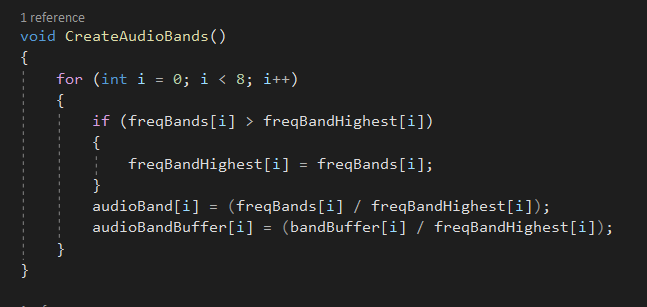 1 reference
void CreateAudioBands()
{
for (int i = 0; i < 8; i++)
{
if (freqBands[i] > freqBandHighest[i])
{
freqBandHighest[i] = freqBands[i];
}
audioBand[i] = (freqBands[i] / freqBandHighest[i]);
audioBandBuffer[i] = (bandBuffer[i] / freqBandHighest[i]);
}
}